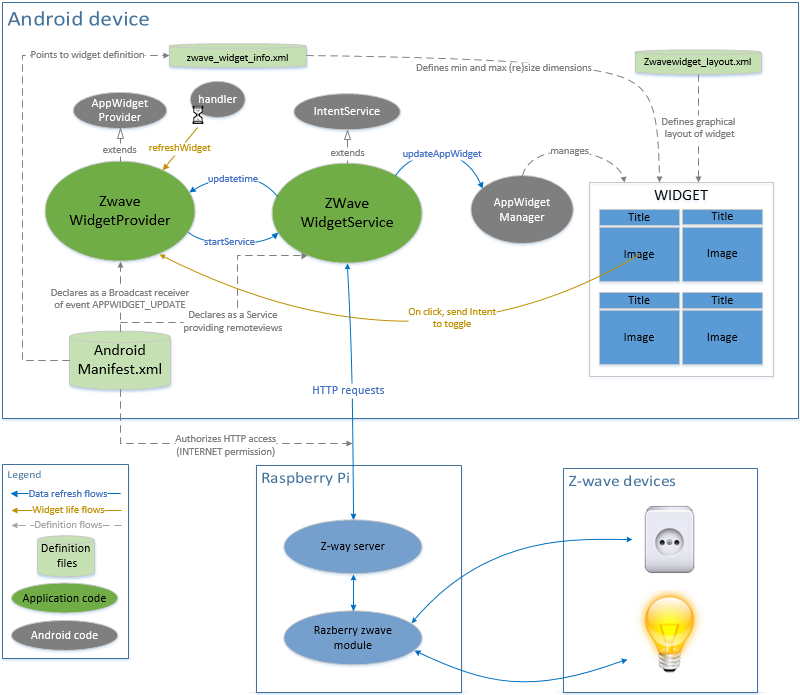 Android device
Points to widget definition
zwave_widget_info.xml
Defines min and max (re)size dimensions
Zwavewidget_layout.xml
Defines graphical
layout of widget
AppWidget
Provider
handler
IntentService
extends
refreshWidget
extends
updateAppWidget
manages
Zwave
WidgetProvider
updatetime
startService
ZWave
WidgetService
AppWidget
Manager
WIDGET
Title
Title
Image
Image
Title
Title
Image
Image
Declares as a Broadcast receiver
of event APPWIDGET_UPDATE
Declares as a Service
providing remoteviews
On click, send Intent
to toggle
Android
Manifest.xml
HTTP requests
Authorizes HTTP access
(INTERNET permission)
Legend
Data refresh flows
Widget life flows
Definition flows
Definition
files
Application code
Android code
Raspberry Pi
Z-way server
Razberry zwave
module
Z-wave devices